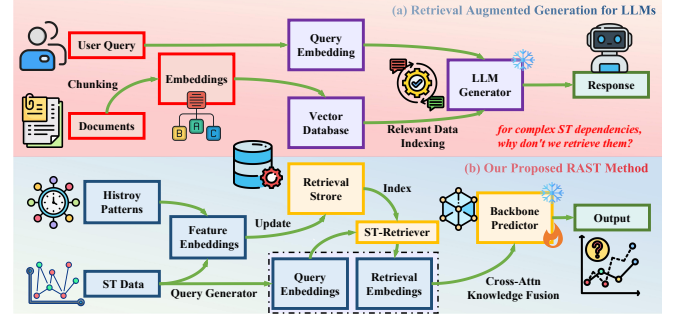 (a) Retrieval Augmented Generation for LLMs
User Query
Query
Embedding
Chunking
Embeddings
LLM
Generator
Response
Documents
B
A
C
Vector
Database
Relevant Data
Indexing
for complex ST dependencies,
why don't we retrieve them?
(b) Our Proposed RAST Method
Histroy
Patterns
Retrieval
Strore
Index
Feature
Enbeddings
Update
ST-Retriever
Backbone
Predictor
Output
ST Data
Query Generator
Query
Enbeddings
Retrieval
Embedings
Cross-Attn
Knowledge Fusion
?